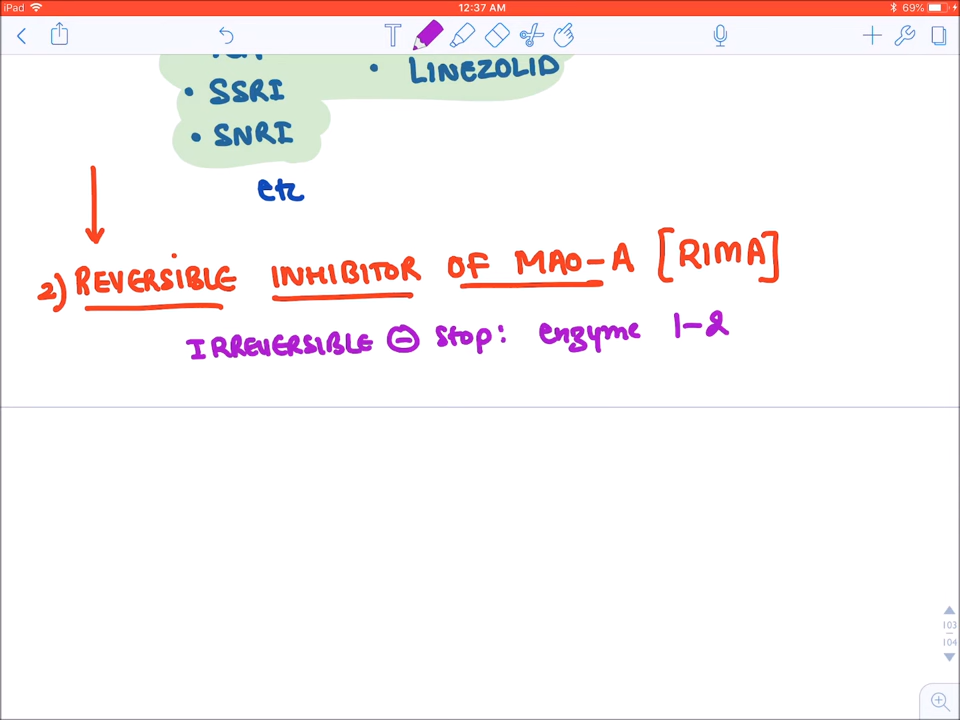 iPad 12:37 AM 69%
T
• LINEZOLID
• SSRI
• SNRI
etc
2) REVERSIBLE INHIBITOR OF MAO-A [RIMA]
IRREVERSIBLE ⊖ stop: enzyme 1-2
103
104